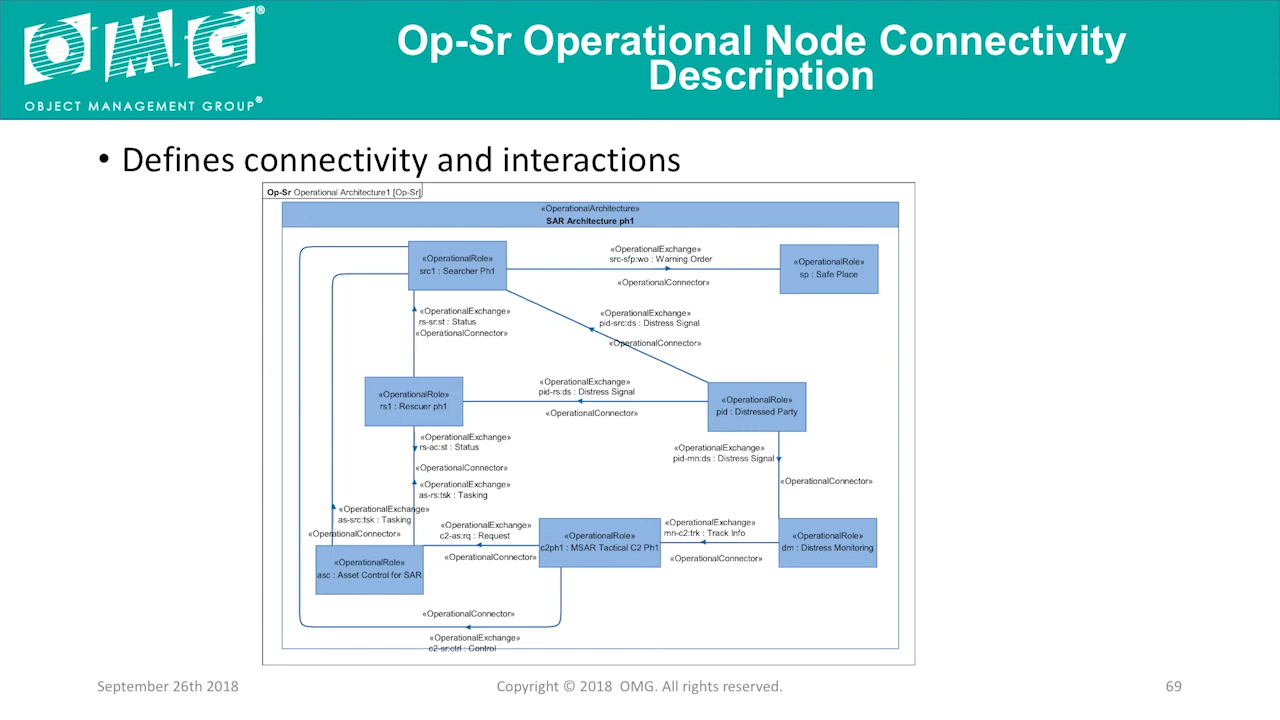 OMG®
OBJECT MANAGEMENT GROUP®
Op-Sr Operational Node Connectivity
Description
• Defines connectivity and interactions
Op-Sr Operational Architecture1 [Op-Sr]
«OperationalArchitecture»
SAR Architecture ph1
«OperationalRole»
src1 : Searcher Ph1
«OperationalExchange»
src-sfp:wo : Warning Order
«OperationalConnector»
«OperationalRole»
sp : Safe Place
«OperationalExchange»
rs-sr:st : Status
«OperationalConnector»
«OperationalExchange»
pid-src:ds : Distress Signal
«OperationalConnector»
«OperationalRole»
rs1 : Rescuer ph1
«OperationalExchange»
pid-rs:ds : Distress Signal
«OperationalConnector»
«OperationalRole»
pid : Distressed Party
«OperationalExchange»
rs-ac:st : Status
«OperationalConnector»
«OperationalExchange»
as-rs:tsk : Tasking
«OperationalExchange»
pid-mn:ds : Distress Signal
«OperationalConnector»
«OperationalExchange»
as-src:tsk : Tasking
«OperationalConnector»
«OperationalExchange»
c2-as:rq : Request
«OperationalConnector»
«OperationalRole»
c2ph1 : MSAR Tactical C2 Ph1
«OperationalExchange»
mn-c2:trk : Track Info
«OperationalConnector»
«OperationalRole»
dm : Distress Monitoring
«OperationalRole»
asc : Asset Control for SAR
«OperationalConnector»
«OperationalExchange»
c2-sr:ctrl : Control
September 26th 2018
Copyright © 2018 OMG. All rights reserved.
69